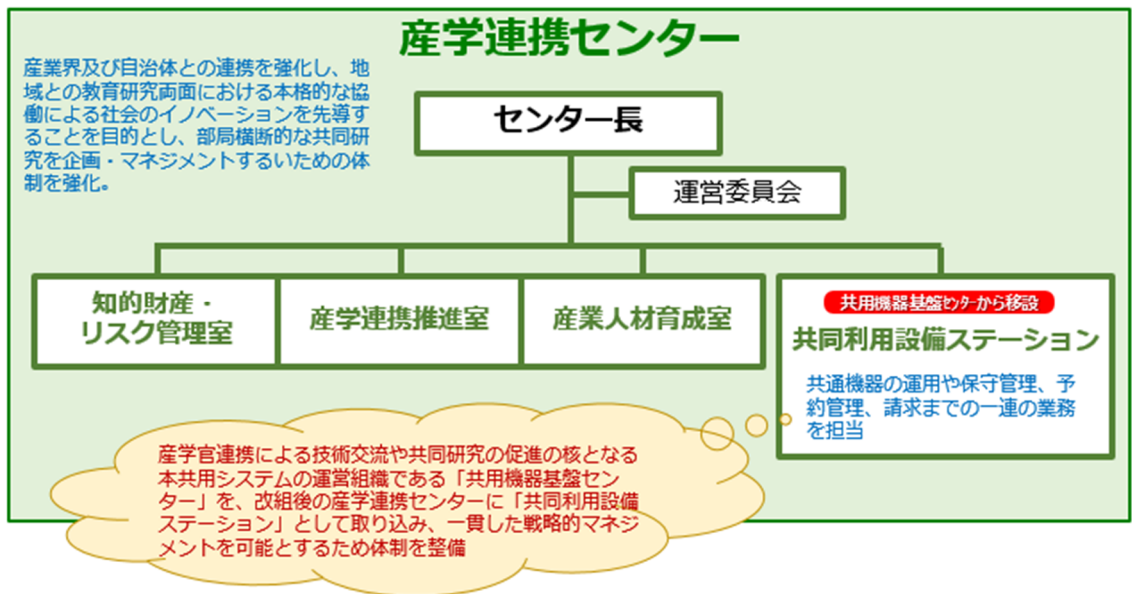 産学連携センター
産業界及び自治体との連携を強化し、地
域との教育研究両面における本格的な協
働による社会のイノベーションを先導す
ることを目的とし、部局横断的な共同研
究を企画・マネジメントするいための体
制を強化。
センター長
運営委員会
知的財産・
リスク管理室
産学連携推進室
産業人材育成室
共用機器基盤センターから移設
共同利用設備ステーション
共通機器の運用や保守管理、予
約管理、請求までの一連の業務
を担当
産学官連携による技術交流や共同研究の促進の核となる
本共用システムの運営組織である「共用機器基盤セン
ター」を、改組後の産学連携センターに「共同利用設備
ステーション」として取り込み、一貫した戦略的マネジ
メントを可能とするため体制を整備